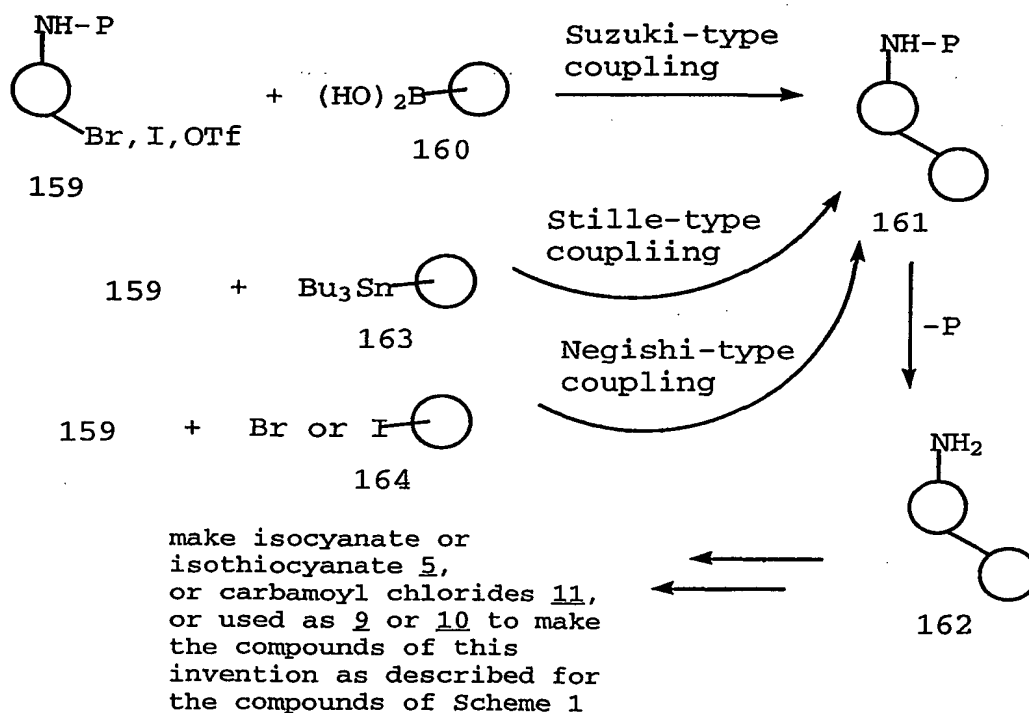 NH-P
Br, I, OTf
159
+
(HO)2B
160
Suzuki-type
coupling
NH-P
161
159 + Bu3Sn
163
Stille-type
coupliing
159 + Br or I
164
Negishi-type
coupling
-P
NH2
162
make isocyanate or
isothiocyanate 5,
or carbamoyl chlorides 11,
or used as 9 or 10 to make
the compounds of this
invention as described for
the compounds of Scheme 1